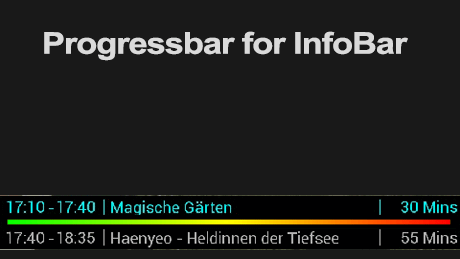 Progressbar for InfoBar
17:10 - 17:40 | Magische Gärten | 30 Mins
17:40 - 18:35 | Haenyeo - Heldinnen der Tiefsee | 55 Mins